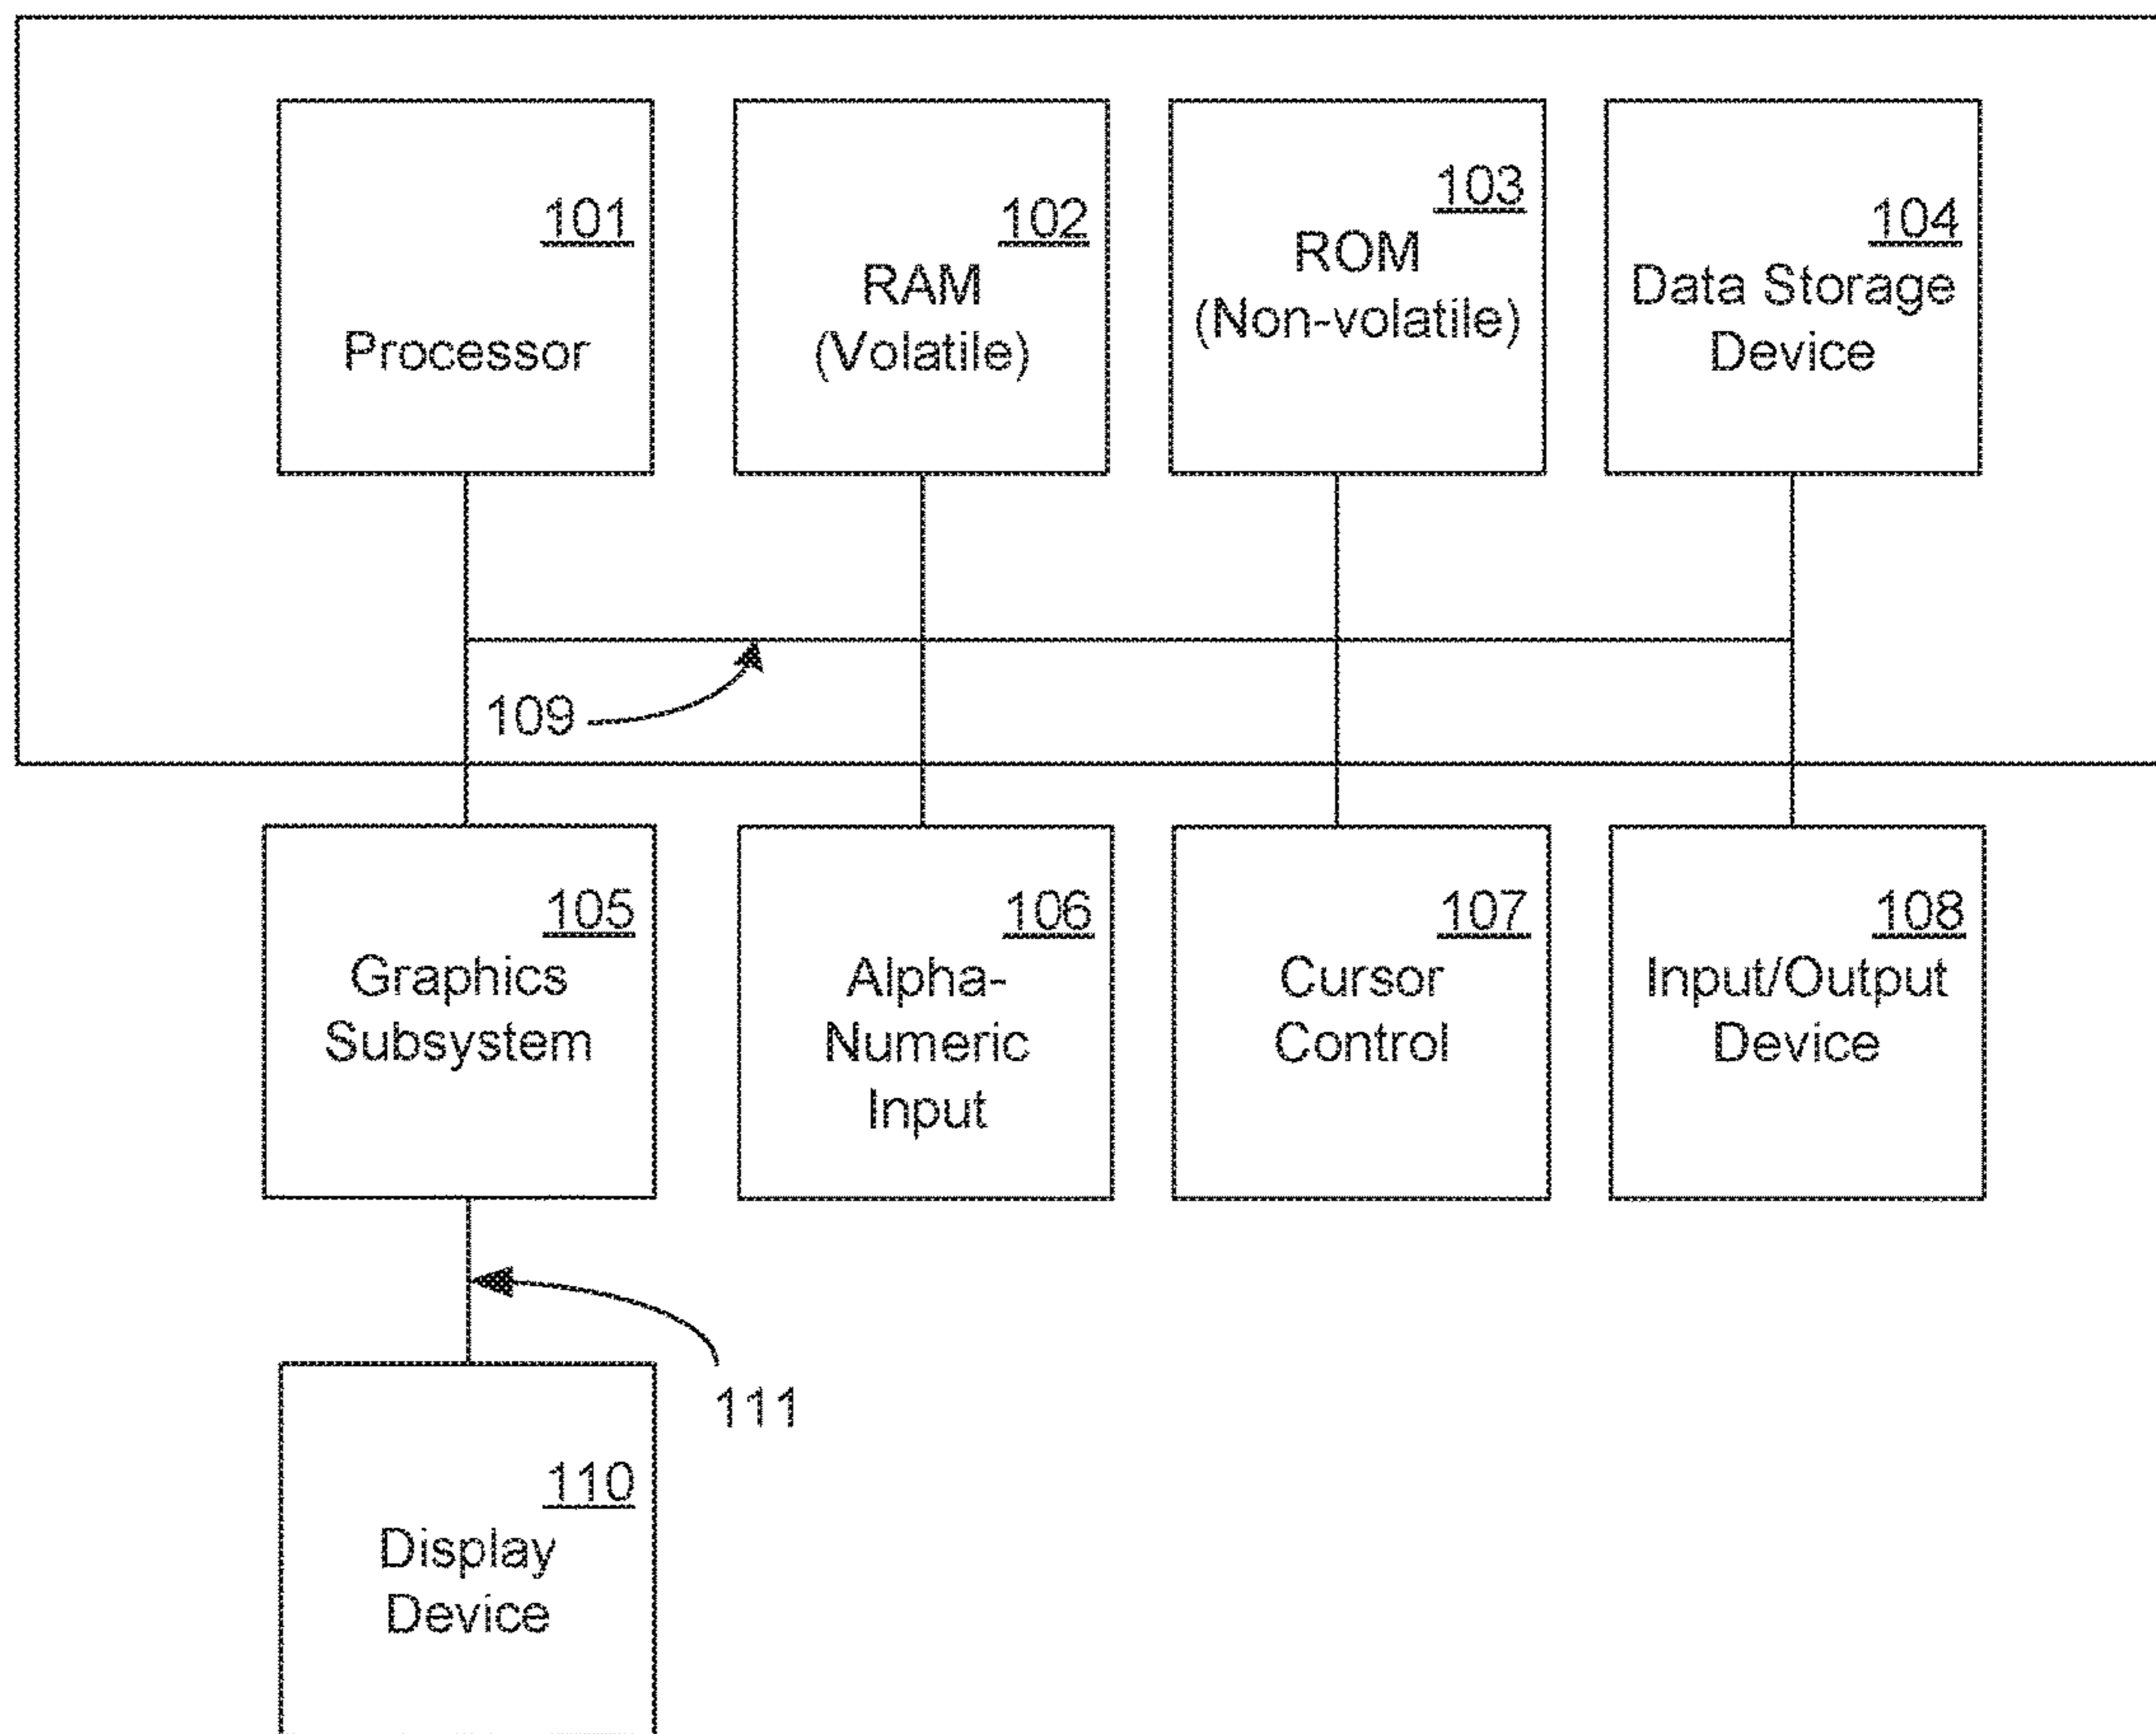 101
Processor
102
RAM
(Volatile)
103
ROM
(Non-volatile)
104
Data Storage
Device
109
105
Graphics
Subsystem
106
Alpha-
Numeric
Input
107
Cursor
Control
108
Input/Output
Device
111
110
Display
Device